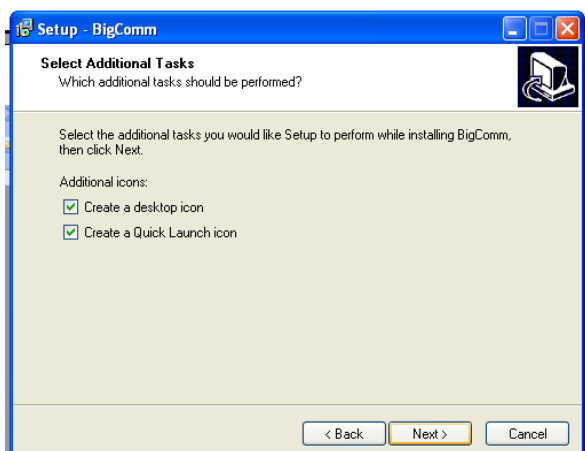 Setup - BigComm
Select Additional Tasks
Which additional tasks should be performed?
Select the additional tasks you would like Setup to perform while installing BigComm,
then click Next.
Additional icons:
Create a desktop icon
Create a Quick Launch icon
< Back
Next >
Cancel